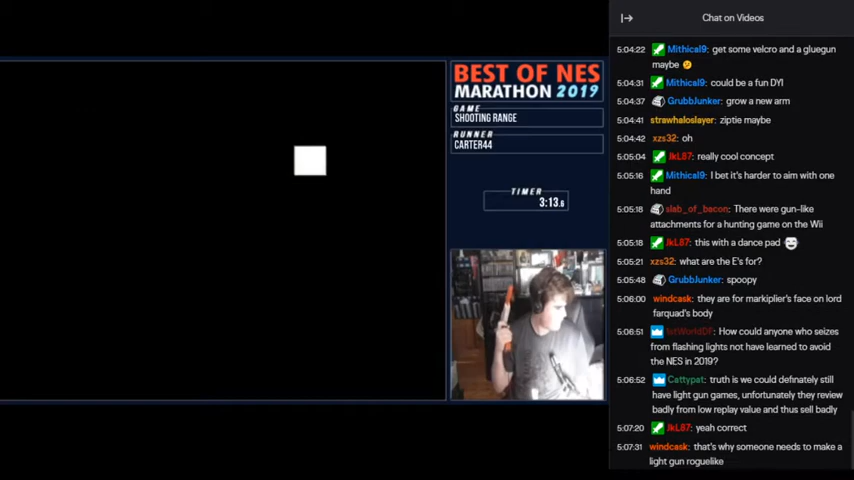 Chat on Videos
5:04:22 Mithical9: get some velcro and a gluegun
maybe
5:04:31 Mithical9: could be a fun DYI
5:04:37 GrubbJunker: grow a new arm
5:04:41 strawhaloslayer: ziptie maybe
5:04:42 xzs32: oh
5:05:04 JkL87: really cool concept
5:05:16 Mithical9: I bet it's harder to aim with one
hand
5:05:18 slab_of_bacon: There were gun-like
attachments for a hunting game on the Wii
5:05:18 JkL87: this with a dance pad
5:05:21 xzs32: what are the E's for?
5:05:48 GrubbJunker: spoopy
5:06:00 windcask: they are for markiplier's face on lord
farquad's body
5:06:51 1stWorldDF: How could anyone who seizes
from flashing lights not have learned to avoid
the NES in 2019?
5:06:52 Cattypat: truth is we could definately still
have light gun games, unfortunately they review
badly from low replay value and thus sell badly
5:07:20 JkL87: yeah correct
5:07:31 windcask: that's why someone needs to make a
light gun roguelike
BEST OF NES
MARATHON 2019
GAME
SHOOTING RANGE
RUNNER
CARTER44
TIMER
3:13.6